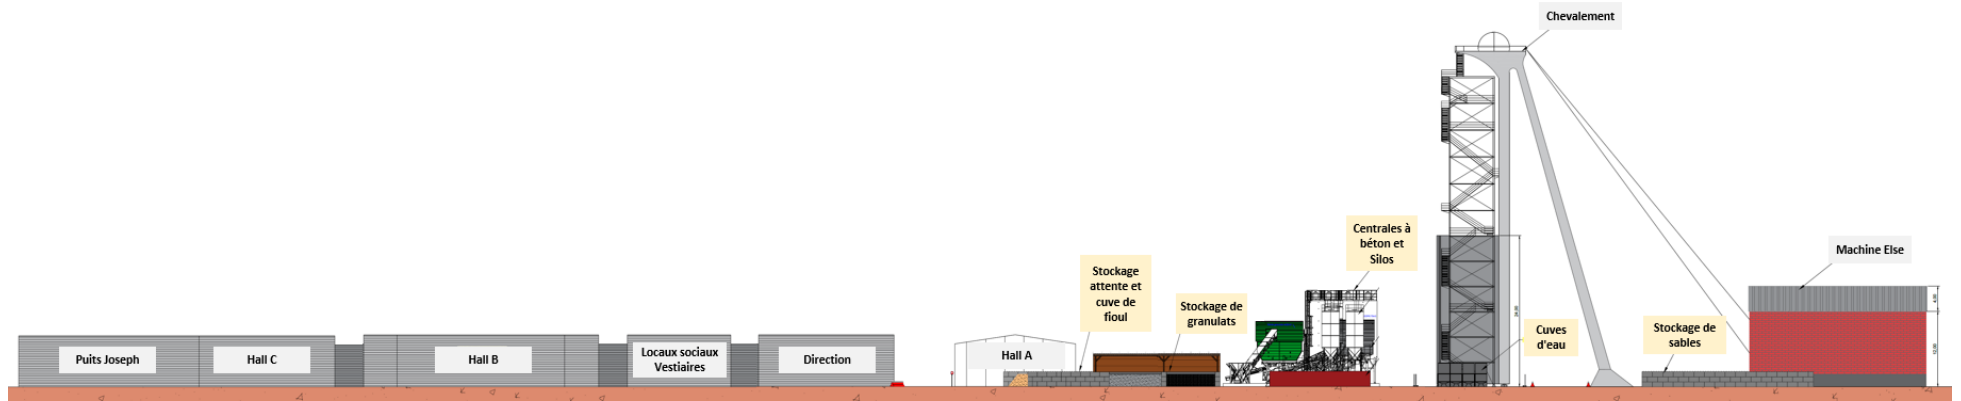 Chevalement
Centrales à
béton et
Silos
Machine Else
Stockage
attente et
cuve de
fioul
Stockage de
granulats
Cuves
d'eau
Stockage de
sables
Puits Joseph
Hall C
Hall B
Locaux sociaux
Vestiaires
Direction
Hall A